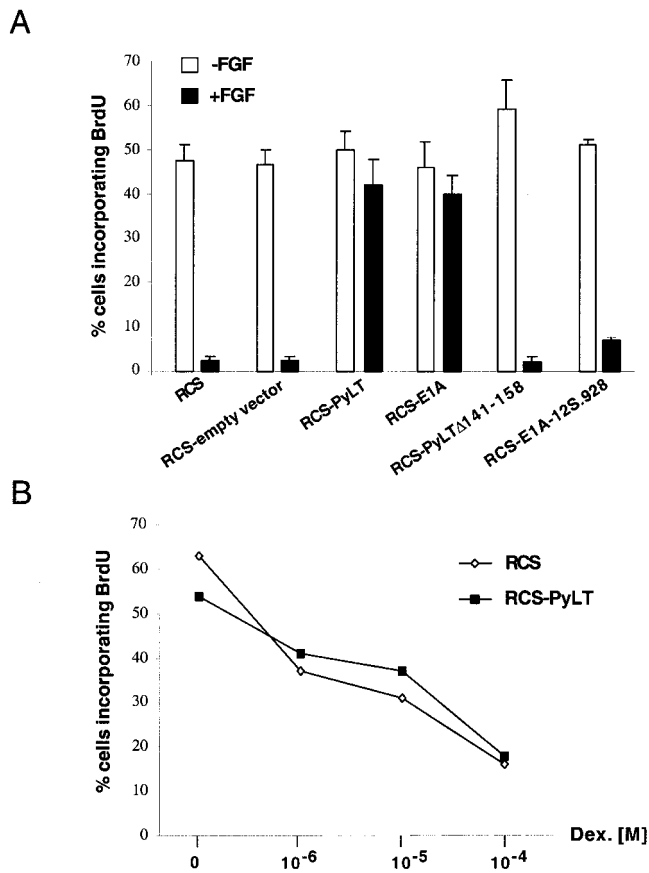 A
% cells incorporating BrdU
70
60
50
40
30
20
10
0
-FGF
+FGF
RCS
RCS-empty vector
RCS-PyLT
RCS-E1A
RCS-PyLTΔ141-158
RCS-E1A-12S.928
B
% cells incorporating BrdU
70
60
50
40
30
20
10
0
RCS
RCS-PyLT
Dex. [M]
0
10⁻⁶
10⁻⁵
10⁻⁴